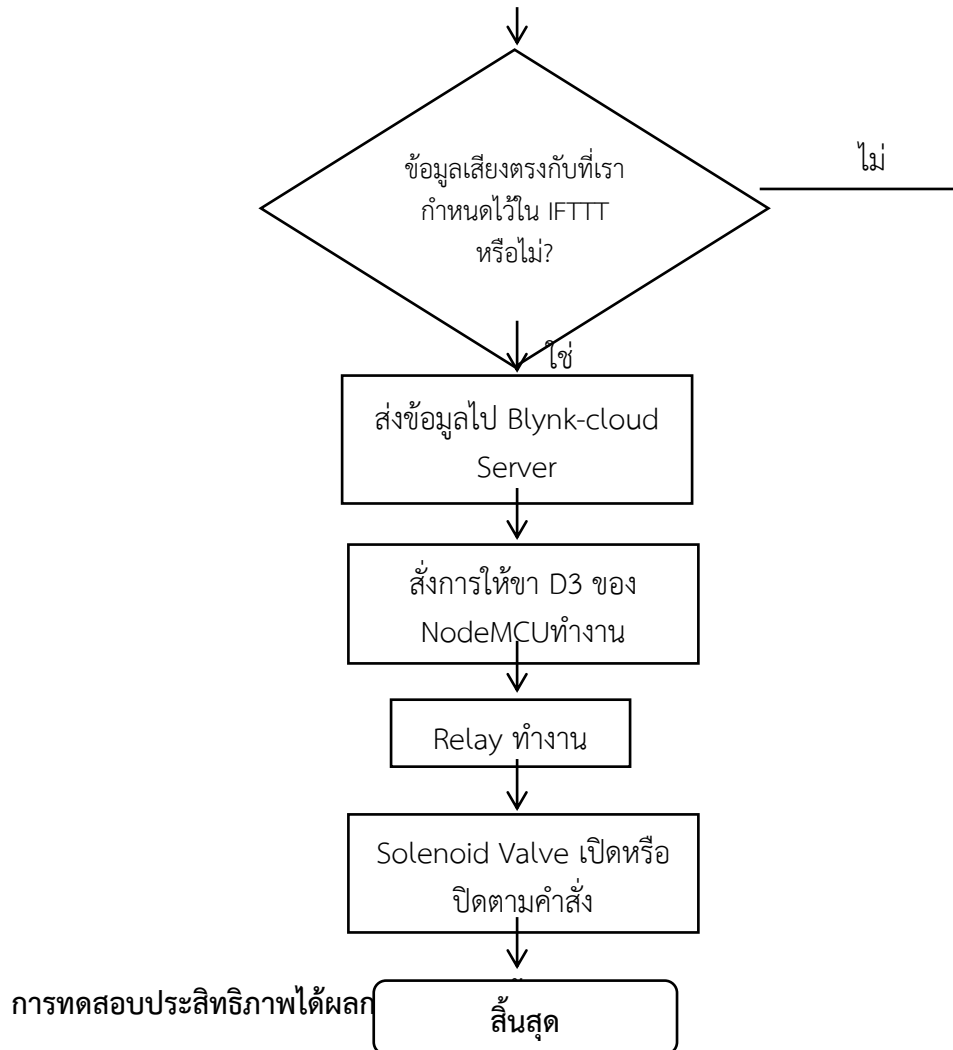 ข้อมูลเสียงตรงกับที่เรา
กำหนดไว้ใน IFTTT
หรือไม่?
ไม่
ใช่
ส่งข้อมูลไป Blynk-cloud
Server
สั่งการให้ขา D3 ของ
NodeMCUทำงาน
Relay ทำงาน
Solenoid Valve เปิดหรือ
ปิดตามคำสั่ง
การทดสอบประสิทธิภาพได้ผลก
สิ้นสุด